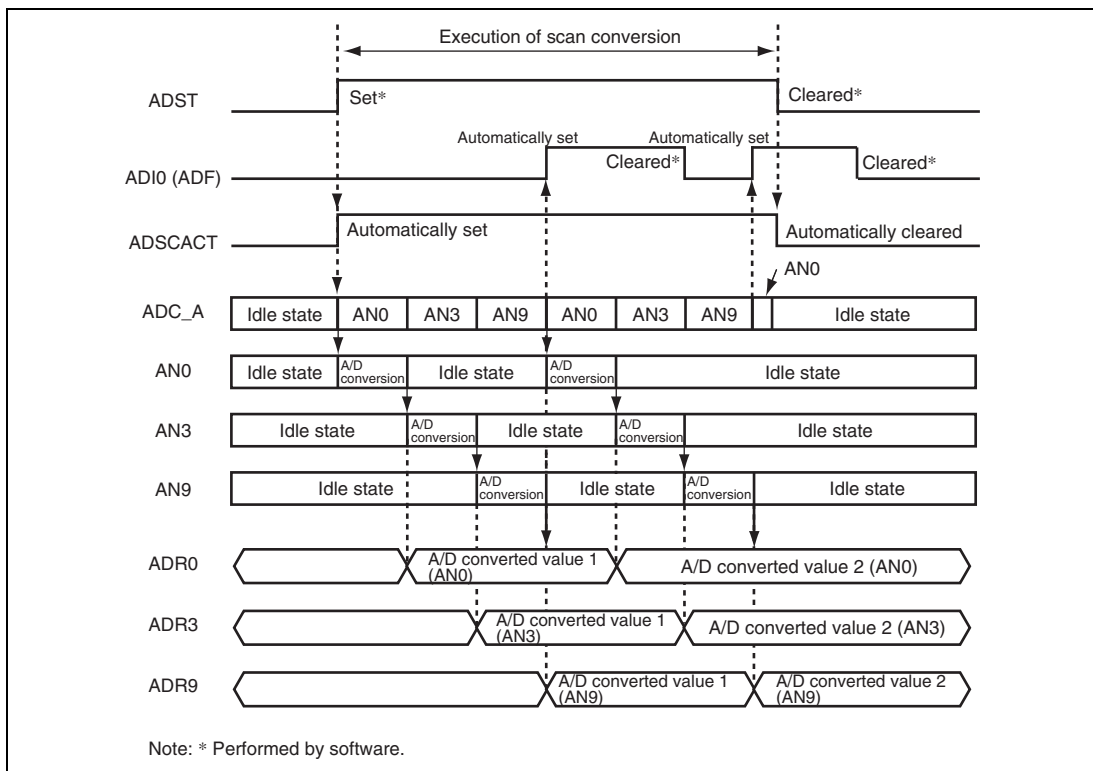 Execution of scan conversion
ADST
Set*
Cleared*
Automatically set
Automatically set
ADI0 (ADF)
Cleared*
Cleared*
ADSCACT
Automatically set
Automatically cleared
AN0
ADC_A
Idle state
AN0
AN3
AN9
AN0
AN3
AN9
Idle state
AN0
Idle state
A/D
conversion
Idle state
A/D
conversion
Idle state
AN3
Idle state
A/D
conversion
Idle state
A/D
conversion
Idle state
AN9
Idle state
A/D
conversion
Idle state
A/D
conversion
Idle state
ADR0
A/D converted value 1
(AN0)
A/D converted value 2 (AN0)
ADR3
A/D converted value 1
(AN3)
A/D converted value 2 (AN3)
ADR9
A/D converted value 1
(AN9)
A/D converted value 2
(AN9)
Note: * Performed by software.